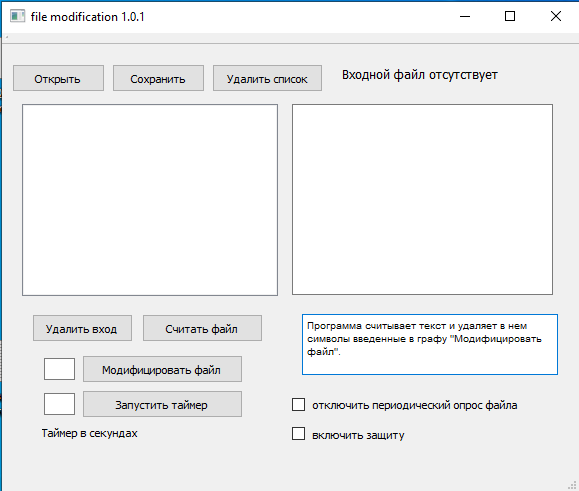 file modification 1.0.1
Открыть
Сохранить
Удалить список
Входной файл отсутствует
Удалить вход
Считать файл
Программа считывает текст и удаляет в нем
символы введенные в графу "Модифицировать
файл".
Модифицировать файл
Запустить таймер
отключить периодический опрос файла
Таймер в секундах
включить защиту